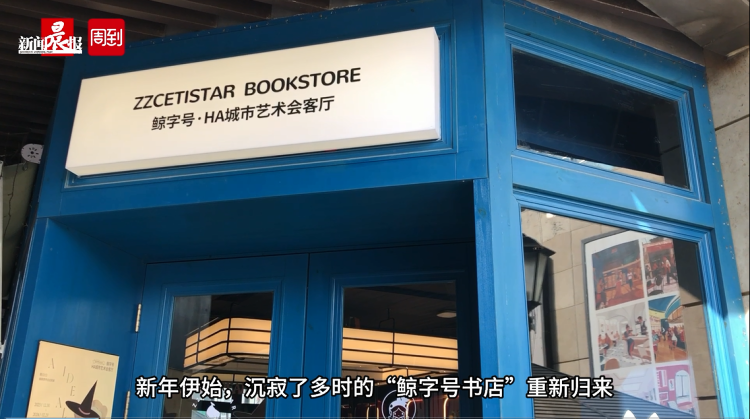 新闻晨报
周到
ZZCETISTAR BOOKSTORE
鲸字号·HA城市艺术会客厅
新年伊始，沉寂了多时的“鲸字号书店”重新归来